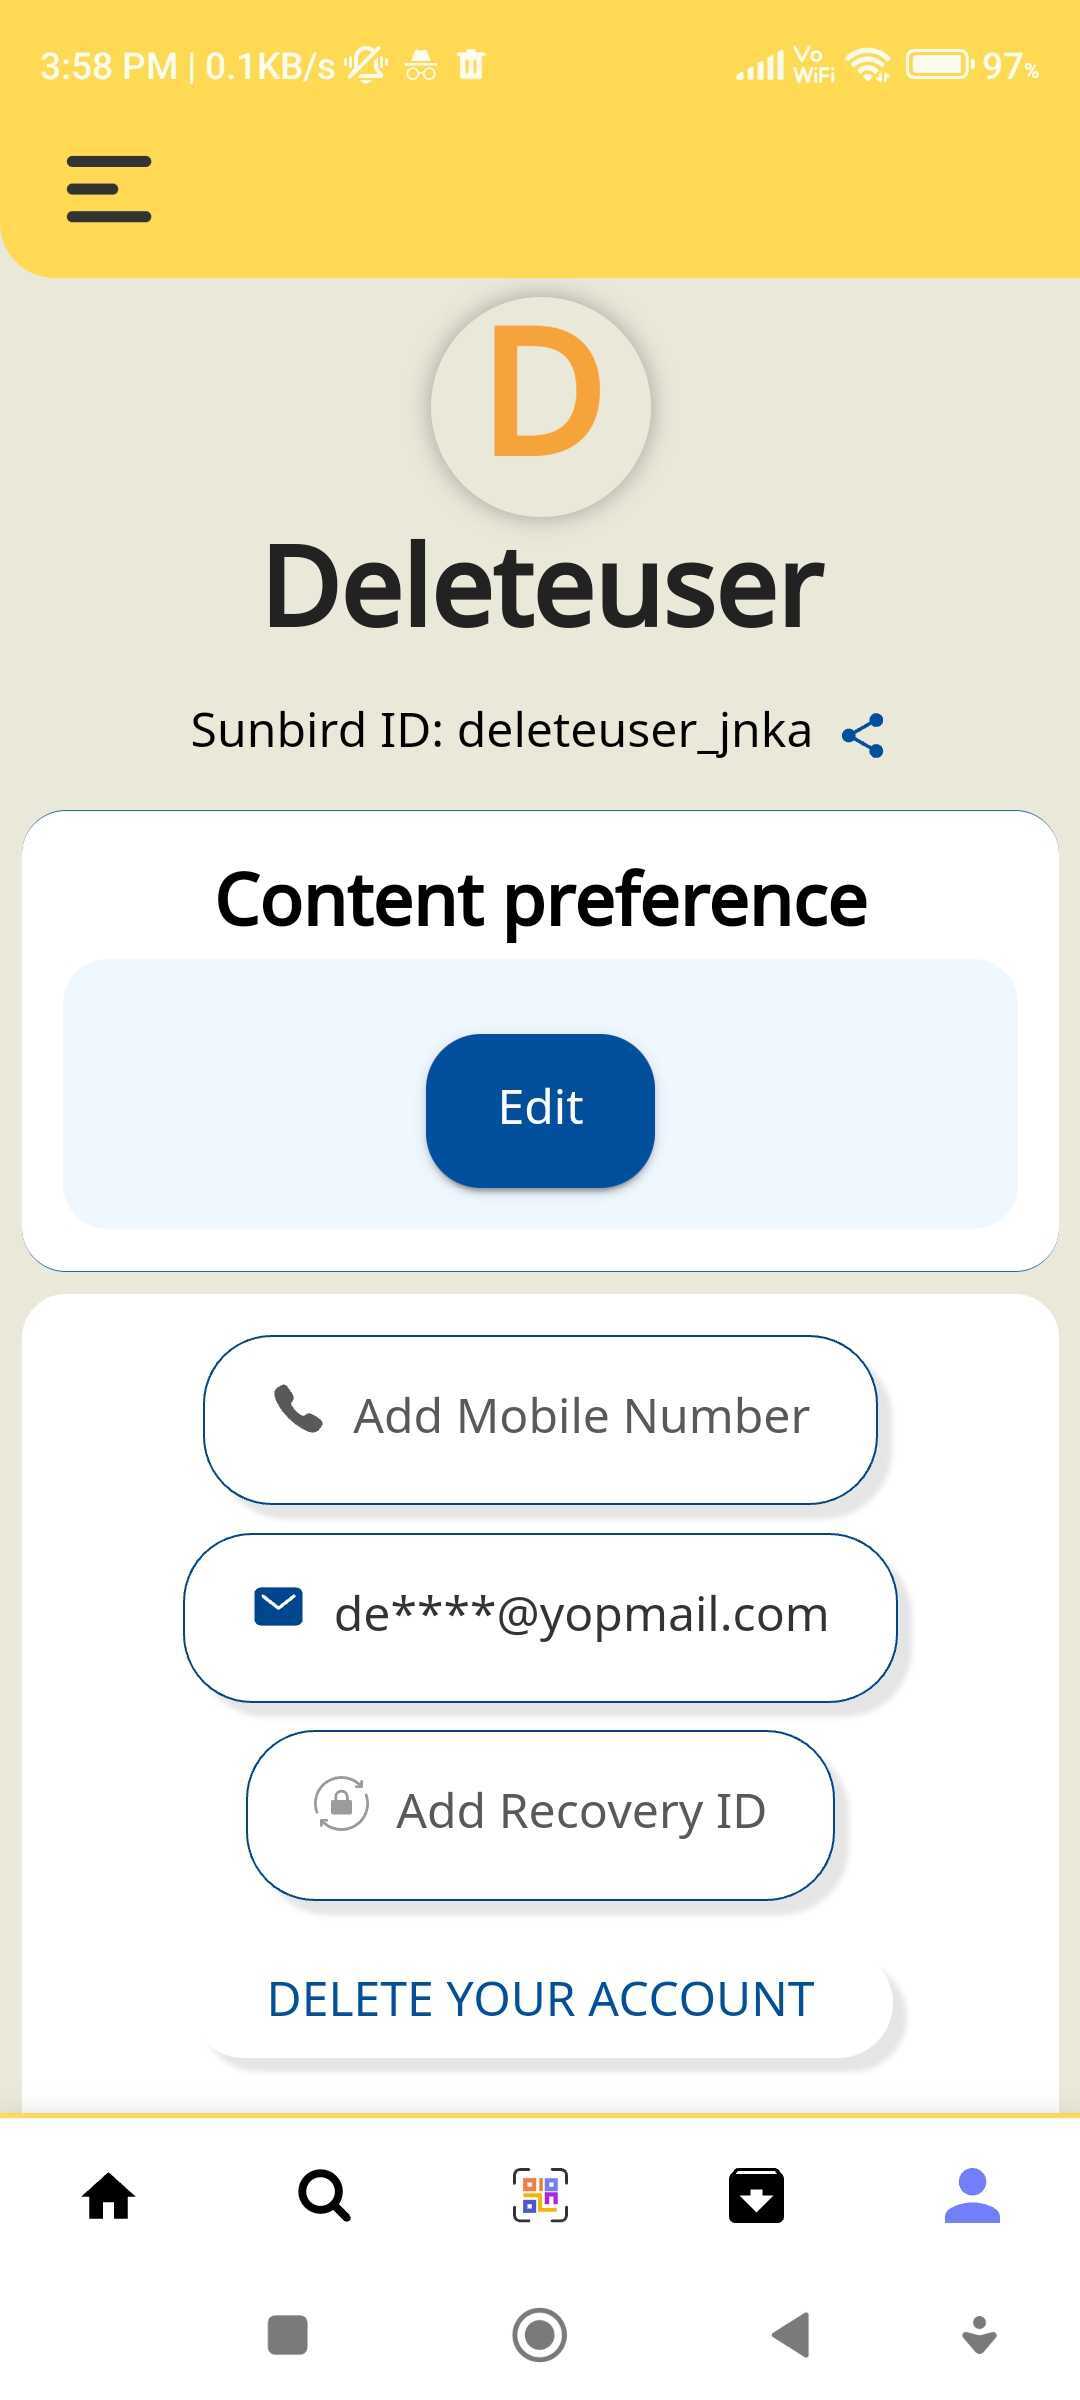 3:58 PM | 0.1KB/s Vo WiFi 97%
D
Deleteuser
Sunbird ID: deleteuser_jnka
Content preference
Edit
Add Mobile Number
de****@yopmail.com
Add Recovery ID
DELETE YOUR ACCOUNT